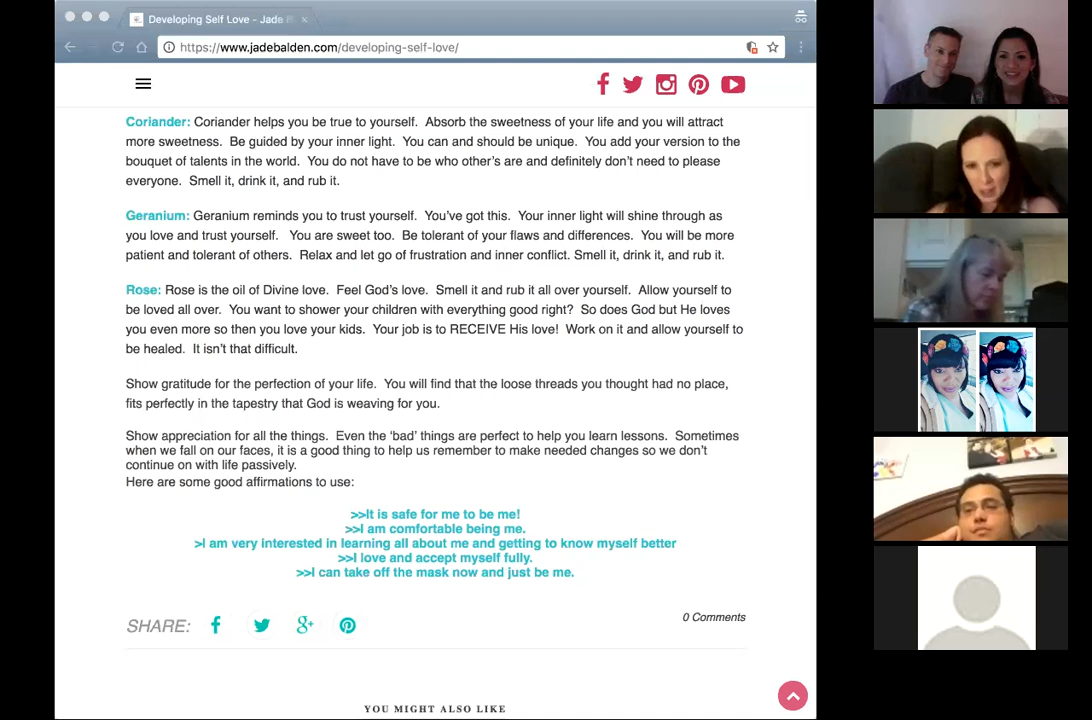 Developing Self Love - Jade B
https://www.jadebalden.com/developing-self-love/
Coriander: Coriander helps you be true to yourself.  Absorb the sweetness of your life and you will attract
more sweetness.  Be guided by your inner light.  You can and should be unique.  You add your version to the
bouquet of talents in the world.  You do not have to be who other's are and definitely don't need to please
everyone.  Smell it, drink it, and rub it.
Geranium: Geranium reminds you to trust yourself.  You've got this.  Your inner light will shine through as
you love and trust yourself.   You are sweet too.  Be tolerant of your flaws and differences.  You will be more
patient and tolerant of others.  Relax and let go of frustration and inner conflict. Smell it, drink it, and rub it.
Rose: Rose is the oil of Divine love.  Feel God's love.  Smell it and rub it all over yourself.  Allow yourself to
be loved all over.  You want to shower your children with everything good right?  So does God but He loves
you even more so then you love your kids.  Your job is to RECEIVE His love!  Work on it and allow yourself to
be healed.  It isn't that difficult.
Show gratitude for the perfection of your life.  You will find that the loose threads you thought had no place,
fits perfectly in the tapestry that God is weaving for you.
Show appreciation for all the things.  Even the 'bad' things are perfect to help you learn lessons.  Sometimes
when we fall on our faces, it is a good thing to help us remember to make needed changes so we don't
continue on with life passively.
Here are some good affirmations to use:
>>It is safe for me to be me!
>>I am comfortable being me.
>I am very interested in learning all about me and getting to know myself better
>>I love and accept myself fully.
>>I can take off the mask now and just be me.
SHARE:
0 Comments
YOU MIGHT ALSO LIKE